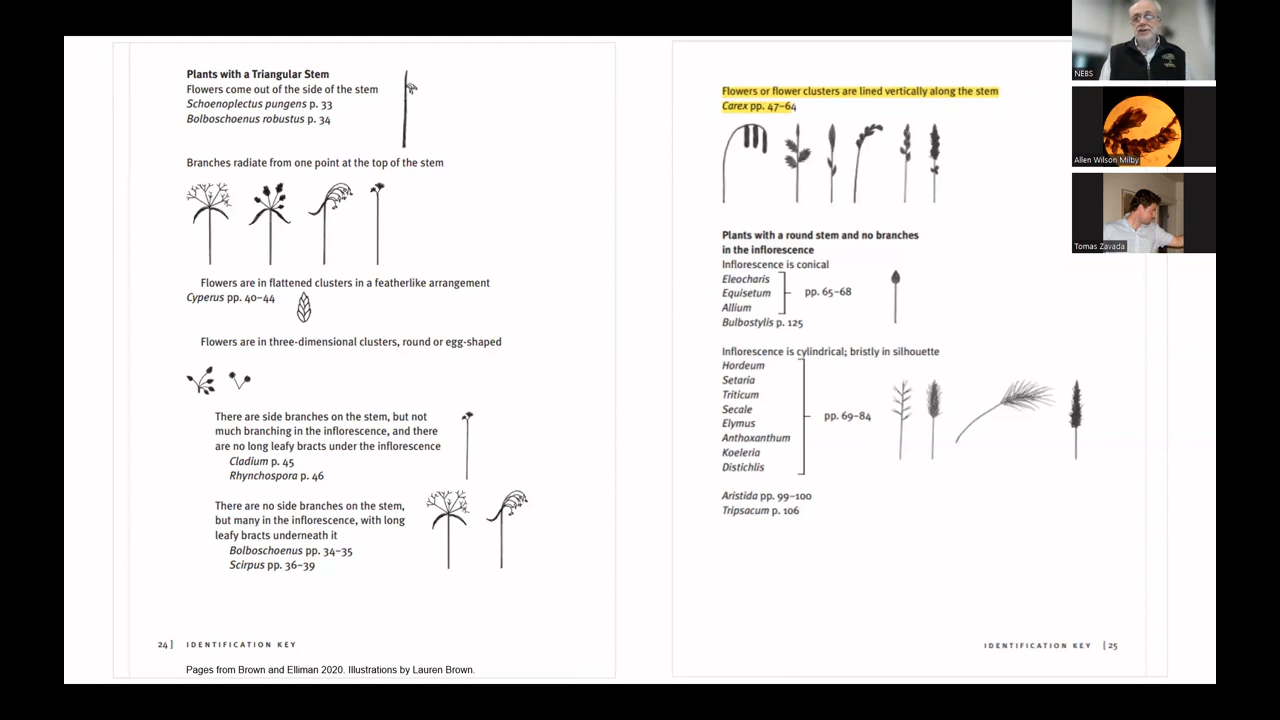 Plants with a Triangular Stem
Flowers come out of the side of the stem
Schoenoplectus pungens p. 33
Bolboschoenus robustus p. 34
Branches radiate from one point at the top of the stem
Flowers are in flattened clusters in a featherlike arrangement
Cyperus pp. 40–44
Flowers are in three-dimensional clusters, round or egg-shaped
There are side branches on the stem, but not
much branching in the inflorescence, and there
are no long leafy bracts under the inflorescence
Cladium p. 45
Rhynchospora p. 46
There are no side branches on the stem,
but many in the inflorescence, with long
leafy bracts underneath it
Bolboschoenus pp. 34–35
Scirpus pp. 36–39
24] IDENTIFICATION KEY
Pages from Brown and Elliman 2020. Illustrations by Lauren Brown.
Flowers or flower clusters are lined vertically along the stem
Carex pp. 47–64
Plants with a round stem and no branches
in the inflorescence
Inflorescence is conical
Eleocharis
Equisetum
Allium
pp. 65–68
Bulbostylis p. 125
Inflorescence is cylindrical; bristly in silhouette
Hordeum
Setaria
Triticum
Secale
Elymus
Anthoxanthum
Koeleria
Distichlis
pp. 69–84
Aristida pp. 99–100
Tripsacum p. 106
IDENTIFICATION KEY [25
NEBS
Allen Wilson Milby
Tomas Zavada